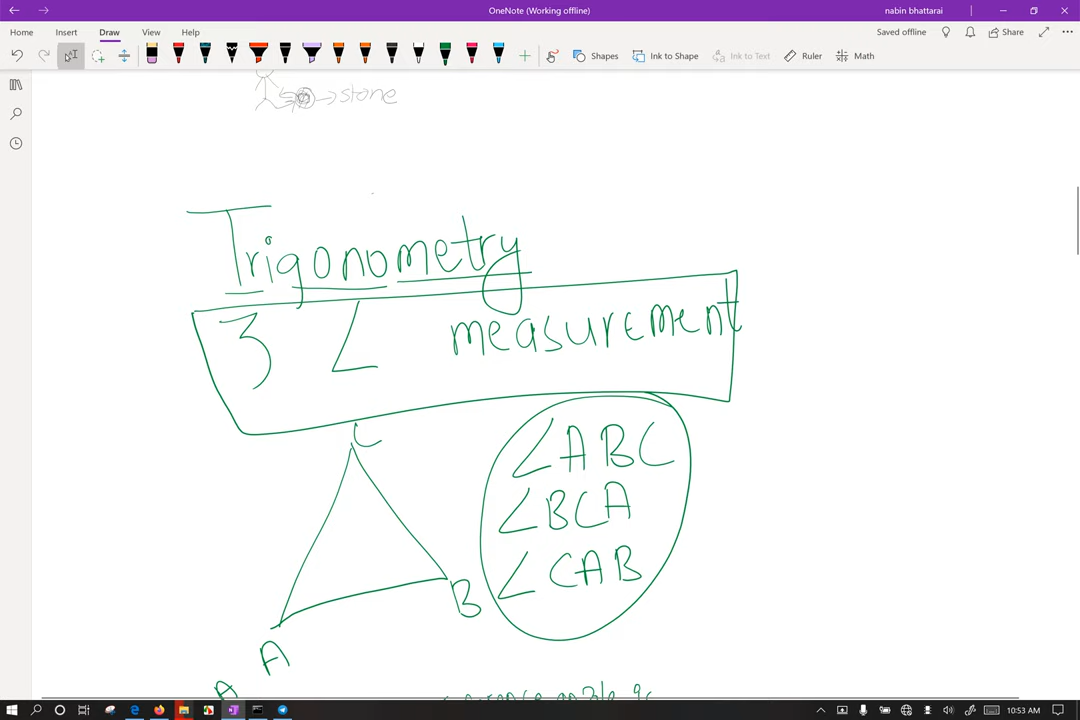 OneNote (Working offline)
nabin bhattarai
Home Insert Draw View Help
Saved offline
Share
Shapes
Ink to Shape
Ink to Text
Ruler
Math
→ stone
Trigonometry
3 ∠ measurement
C
∠ABC
∠BCA
∠CAB
B
A
A
angle
10:53 AM